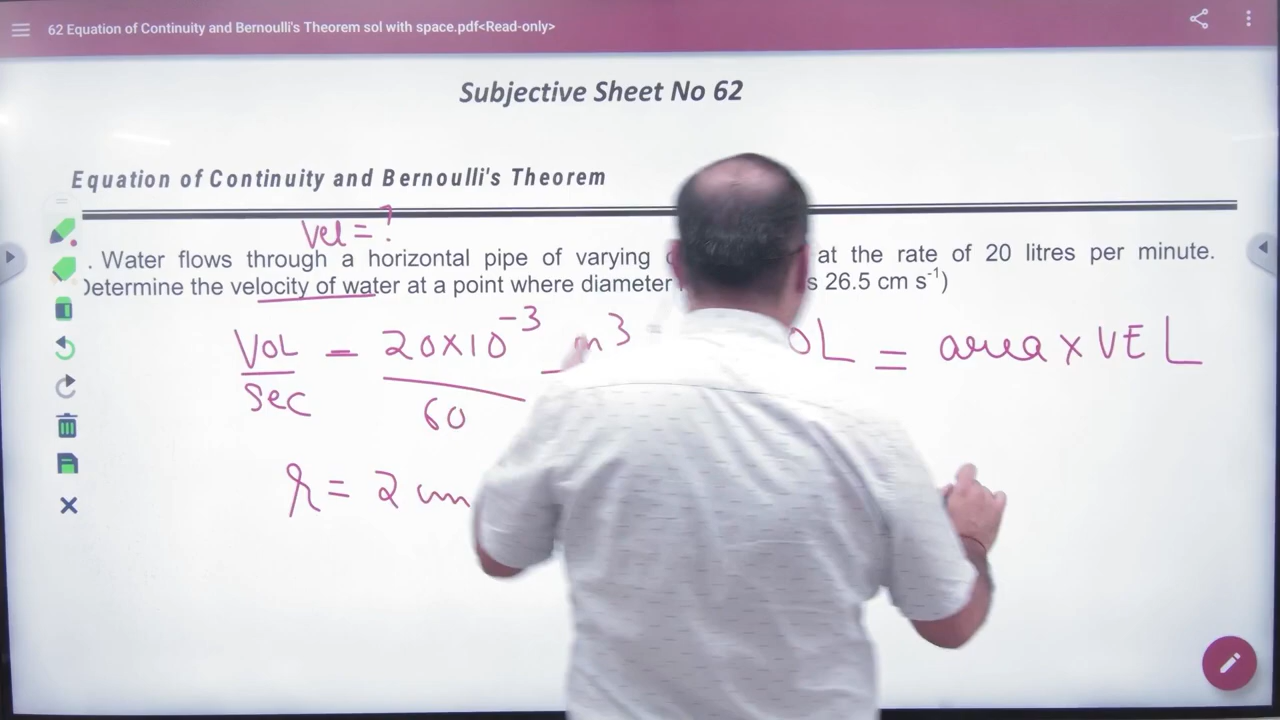 62 Equation of Continuity and Bernoulli's Theorem sol with space.pdf<Read-only>
Subjective Sheet No 62
Equation of Continuity and Bernoulli's Theorem
Vel = ?
. Water flows through a horizontal pipe of varying at the rate of 20 litres per minute.
Determine the velocity of water at a point where diameter s 26.5 cm s⁻¹)
VOL/sec = 20×10⁻³/60 m³ OL = area × VEL
r = 2 cm